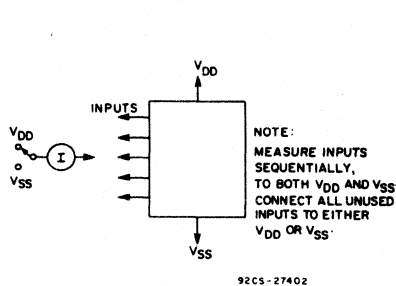 VDD
INPUTS
VDD
I
VSS
NOTE:
MEASURE INPUTS
SEQUENTIALLY,
TO BOTH VDD AND VSS
CONNECT ALL UNUSED
INPUTS TO EITHER
VDD OR VSS.
VSS
92CS-27402